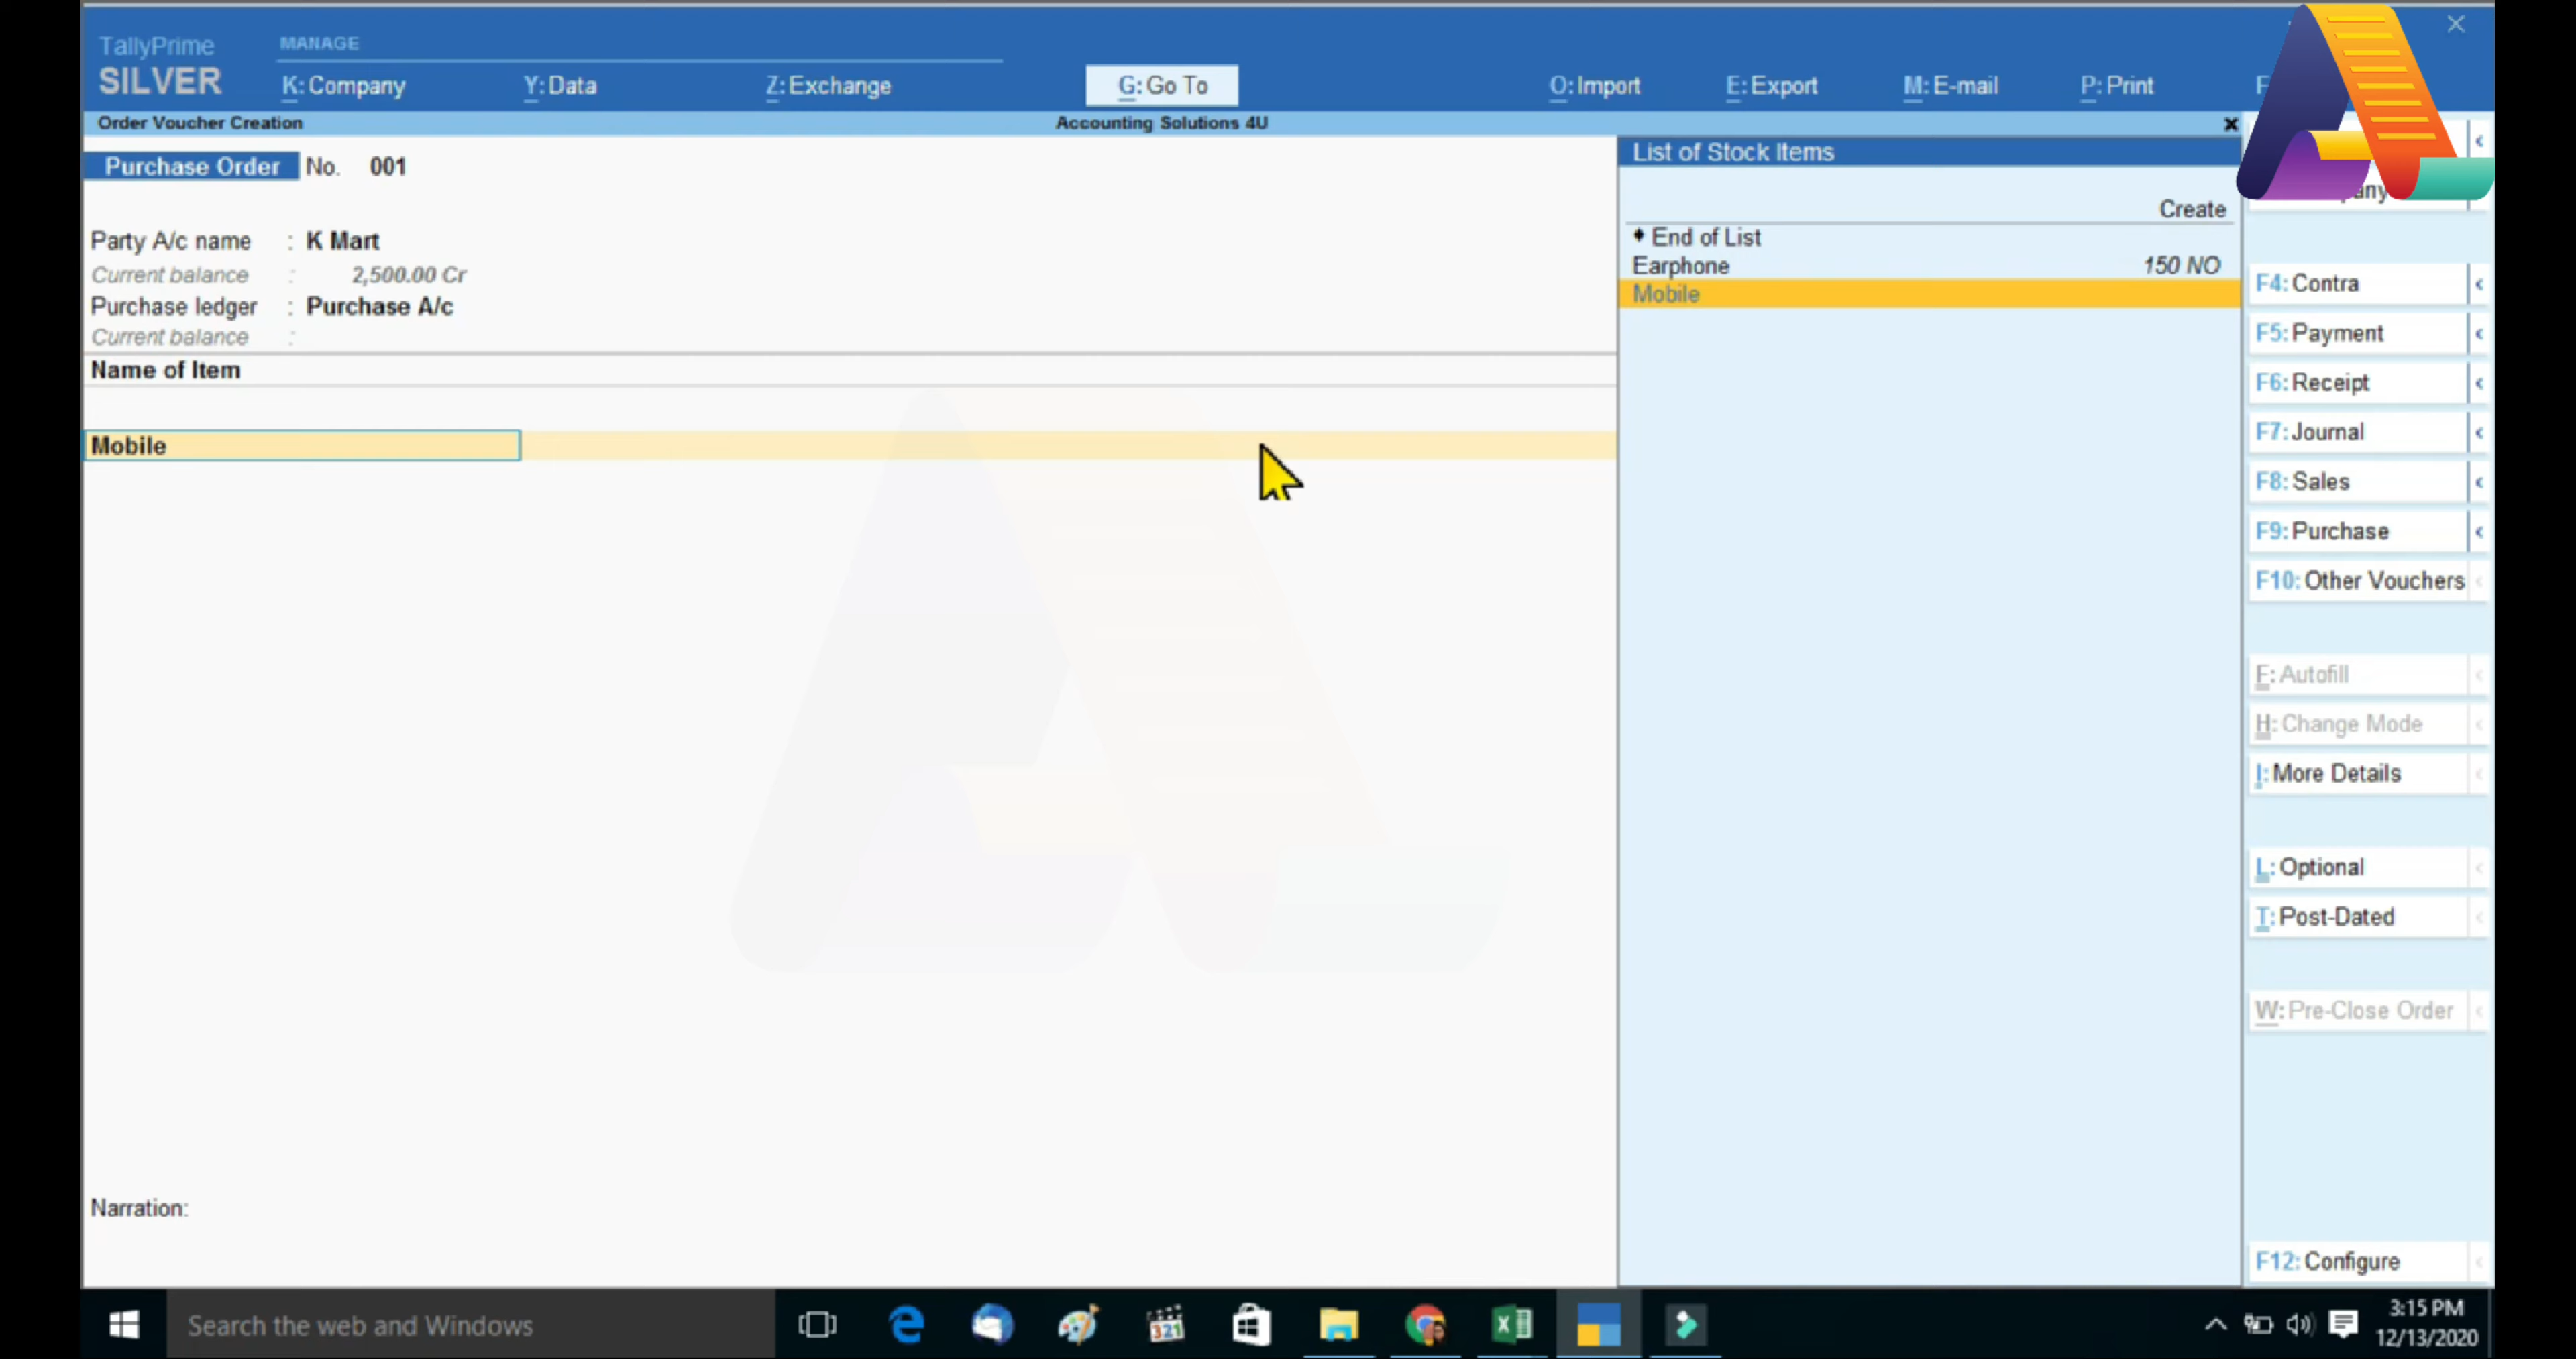 TallyPrime
SILVER
MANAGE
K: Company
Y: Data
Z: Exchange
G: Go To
O: Import
E: Export
M: E-mail
P: Print
Order Voucher Creation
Accounting Solutions 4U
Purchase Order No. 001
Party A/c name : K Mart
Current balance : 2,500.00 Cr
Purchase ledger : Purchase A/c
Current balance :
Name of Item
Mobile
Narration:
List of Stock Items
Create
♦ End of List
Earphone 150 NO
Mobile
F4: Contra
F5: Payment
F6: Receipt
F7: Journal
F8: Sales
F9: Purchase
F10: Other Vouchers
F: Autofill
H: Change Mode
I: More Details
L: Optional
T: Post-Dated
W: Pre-Close Order
F12: Configure
Search the web and Windows
321
3:15 PM
12/13/2020